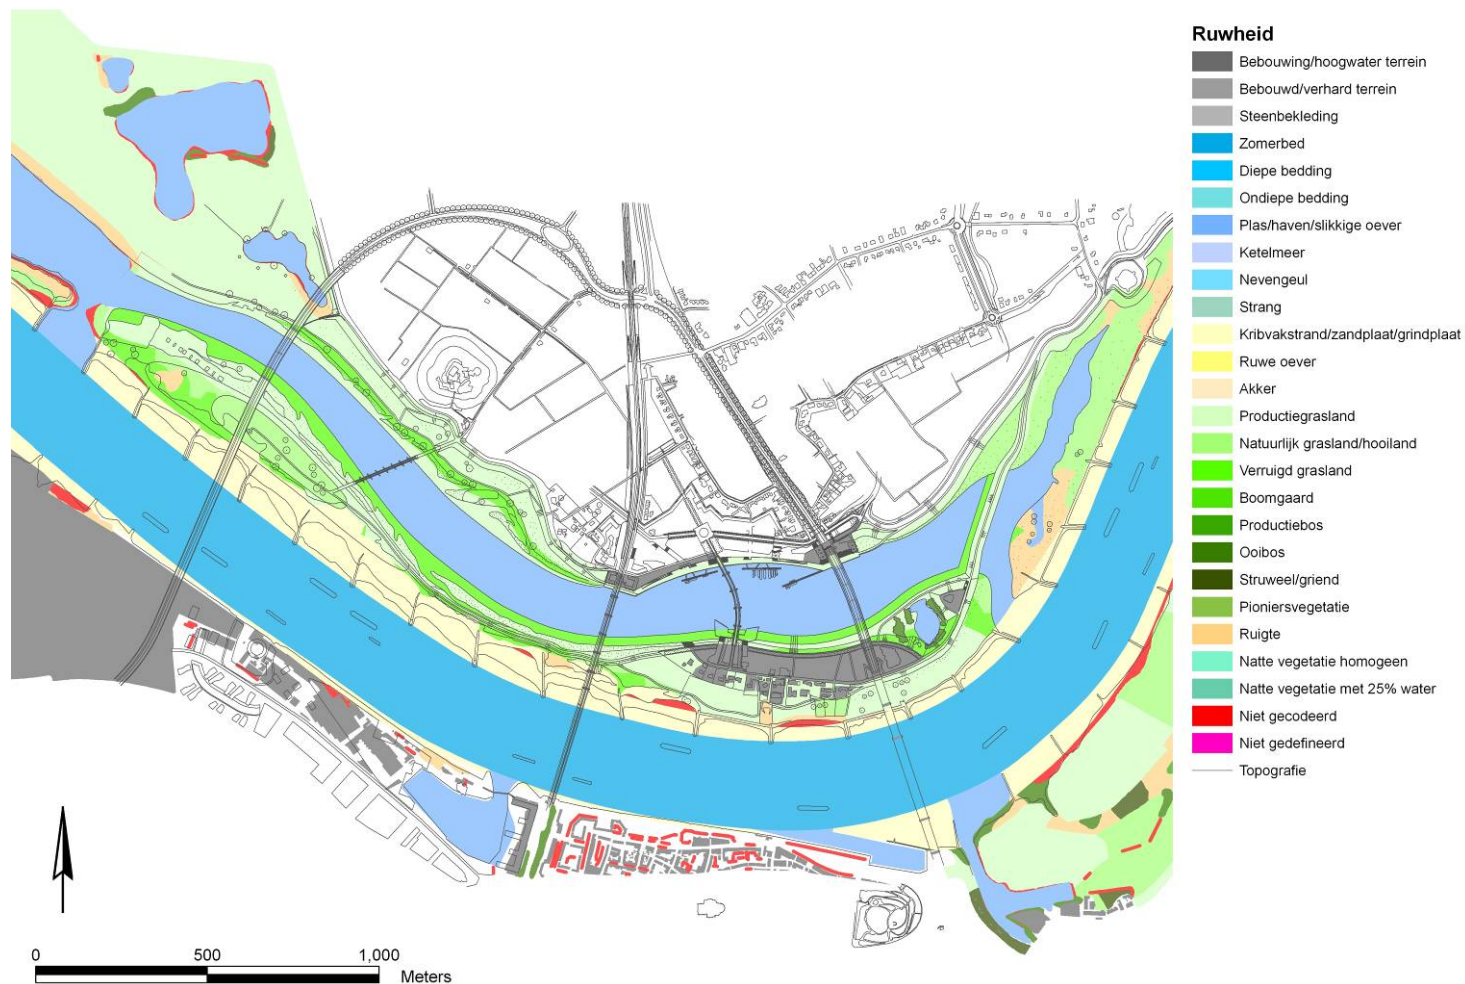 Ruwheid
Bebouwing/hoogwater terrein
Bebouwd/verhard terrein
Steenbekleding
Zomerbed
Diepe bedding
Ondiepe bedding
Plas/haven/slikkige oever
Ketelmeer
Nevengeul
Strang
Kribvakstrand/zandplaat/grindplaat
Ruwe oever
Akker
Productiegrasland
Natuurlijk grasland/hooiland
Verruigd grasland
Boomgaard
Productiebos
Ooibos
Struweel/griend
Pioniersvegetatie
Ruigte
Natte vegetatie homogeen
Natte vegetatie met 25% water
Niet gecodeerd
Niet gedefineerd
Topografie
0 500 1,000
Meters